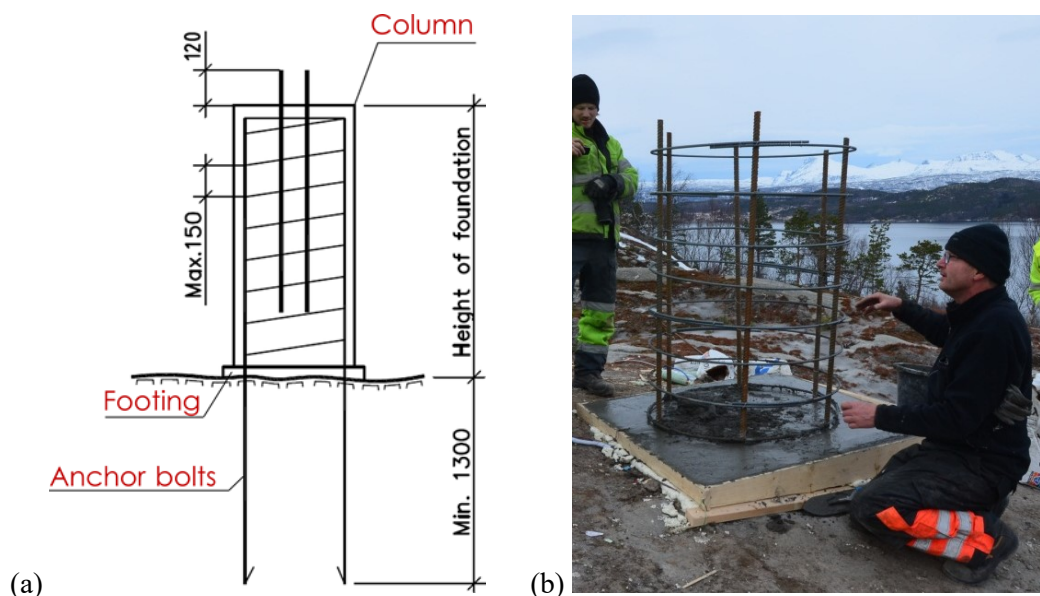 Column
120
Max.150
Height of foundation
Footing
Anchor bolts
Min. 1300
(a)
(b)